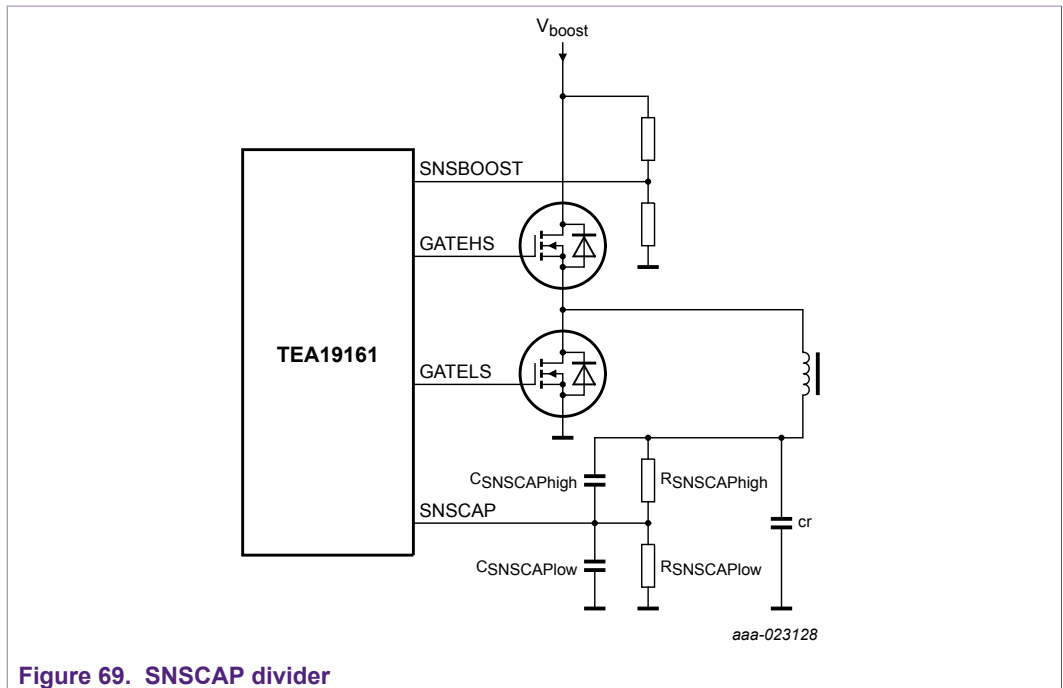 Vboost
SNSBOOST
GATEHS
TEA19161
GATELS
CSNSCAPhigh
RSNSCAPhigh
SNSCAP
cr
CSNSCAPlow
RSNSCAPlow
aaa-023128
Figure 69. SNSCAP divider